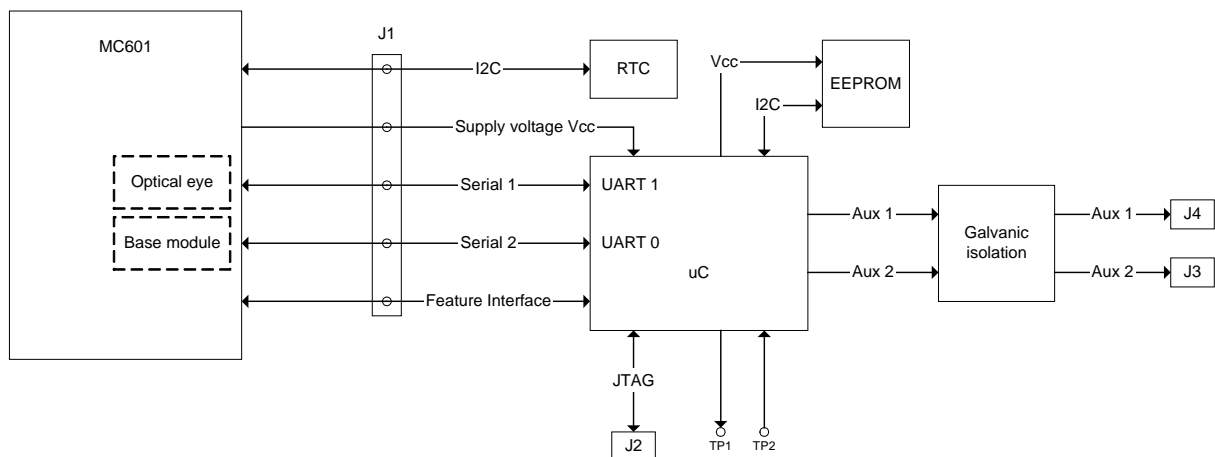 MC601
J1
I2C
RTC
Vcc
EEPROM
I2C
Supply voltage Vcc
Optical eye
Serial 1
UART 1
Base module
Serial 2
UART 0
uC
Aux 1
Aux 2
Galvanic
isolation
Aux 1
J4
Aux 2
J3
Feature Interface
JTAG
J2
TP1
TP2